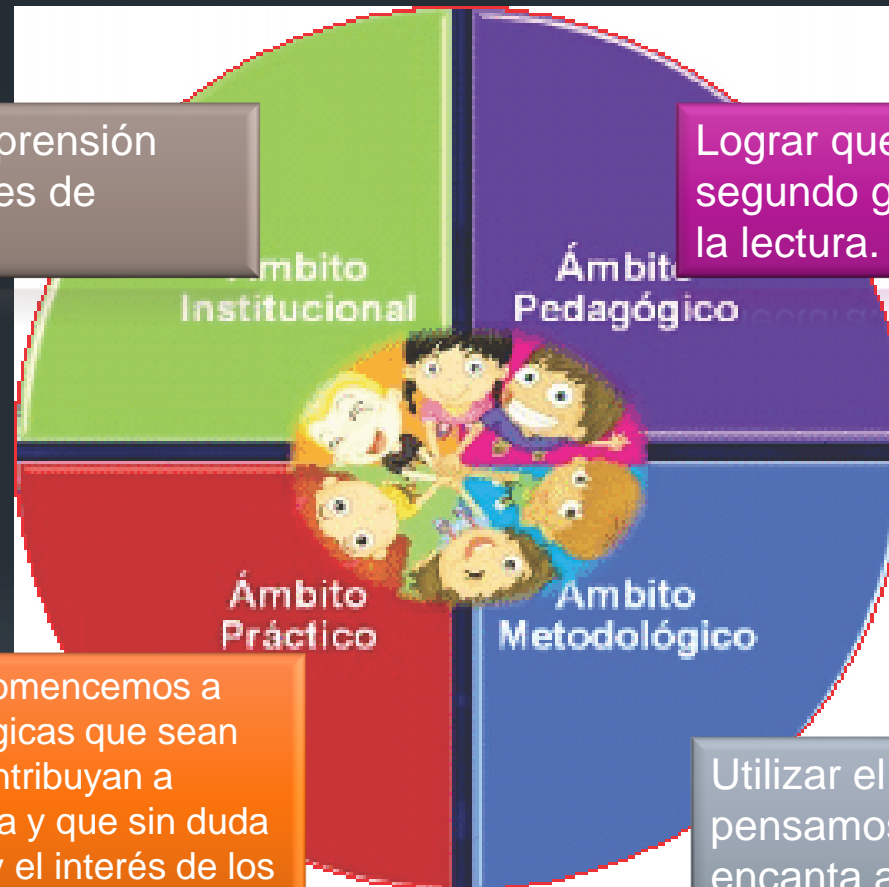 prensión
es de
Lograr que
segundo g
la lectura.
Ámbito
Institucional
Ámbito
Pedagógico
Ámbito
Práctico
Ámbito
Metodológico
omencemos a
gicas que sean
ntribuyan a
a y que sin duda
y el interés de los
Utilizar el
pensamos
encanta a